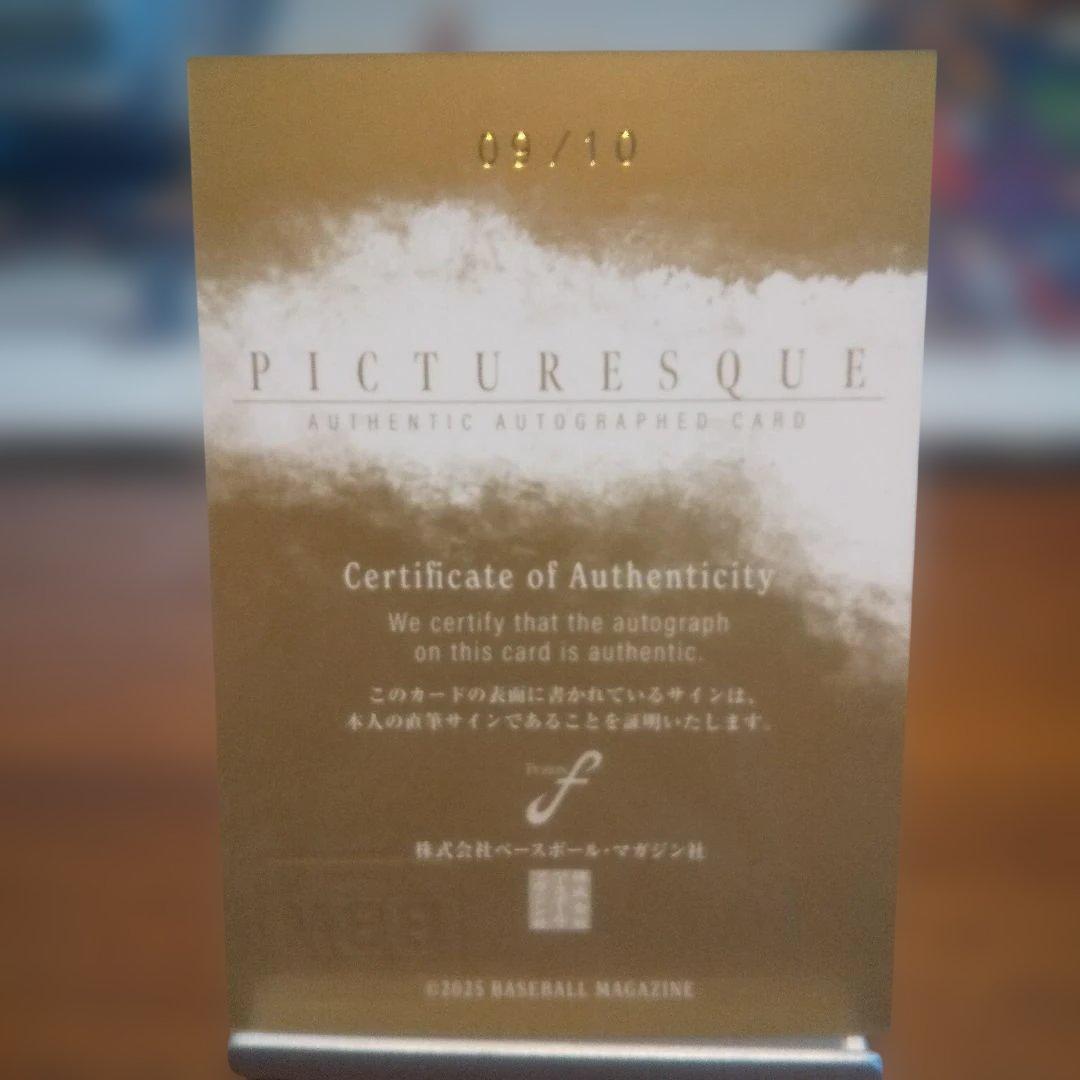 09/10
PICTURESQUE
AUTHENTIC AUTOGRAPHED CARD
Certificate of Authenticity
We certify that the autograph
on this card is authentic.
このカードの表面に書かれているサインは、
本人の直筆サインであることを証明いたします。
f
株式会社ベースボール・マガジン社
©2025 BASEBALL MAGAZINE